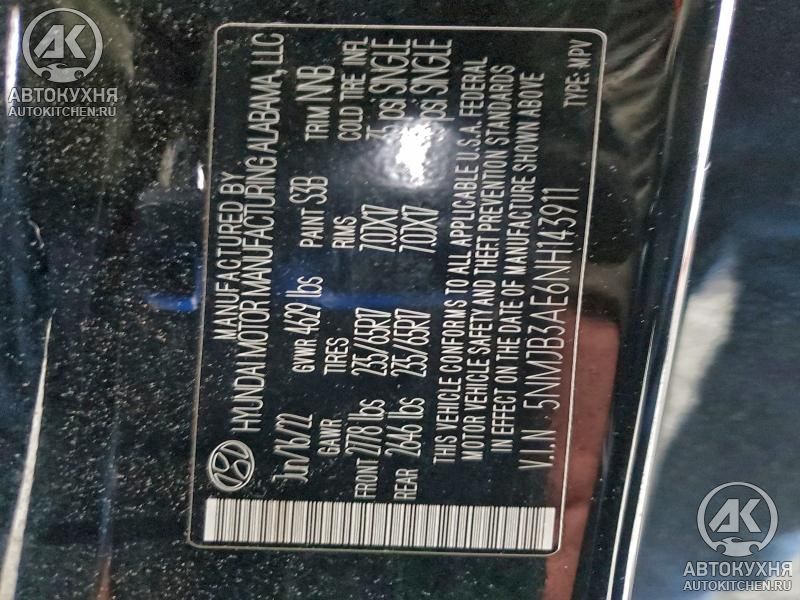 AK
АВТОКУХНЯ
AUTOKITCHEN.RU
MANUFACTURED BY
HYUNDAI MOTOR MANUFACTURING ALABAMA, LLC
Jun/16/22 GVWR 4629 lbs PAINT S3B TRIM NNB
GAWR TIRES RIMS COLD TIRE INFL
FRONT 2778 lbs 235/65R17 7.0JX17 psi SINGLE
REAR 2646 lbs 235/65R17 7.0JX17 psi SINGLE
THIS VEHICLE CONFORMS TO ALL APPLICABLE U.S.A. FEDERAL
MOTOR VEHICLE SAFETY AND THEFT PREVENTION STANDARDS
IN EFFECT ON THE DATE OF MANUFACTURE SHOWN ABOVE
V.I.N : 5NMJB3AE6NH143911 TYPE: MPV
AK
АВТОКУХНЯ
AUTOKITCHEN.RU